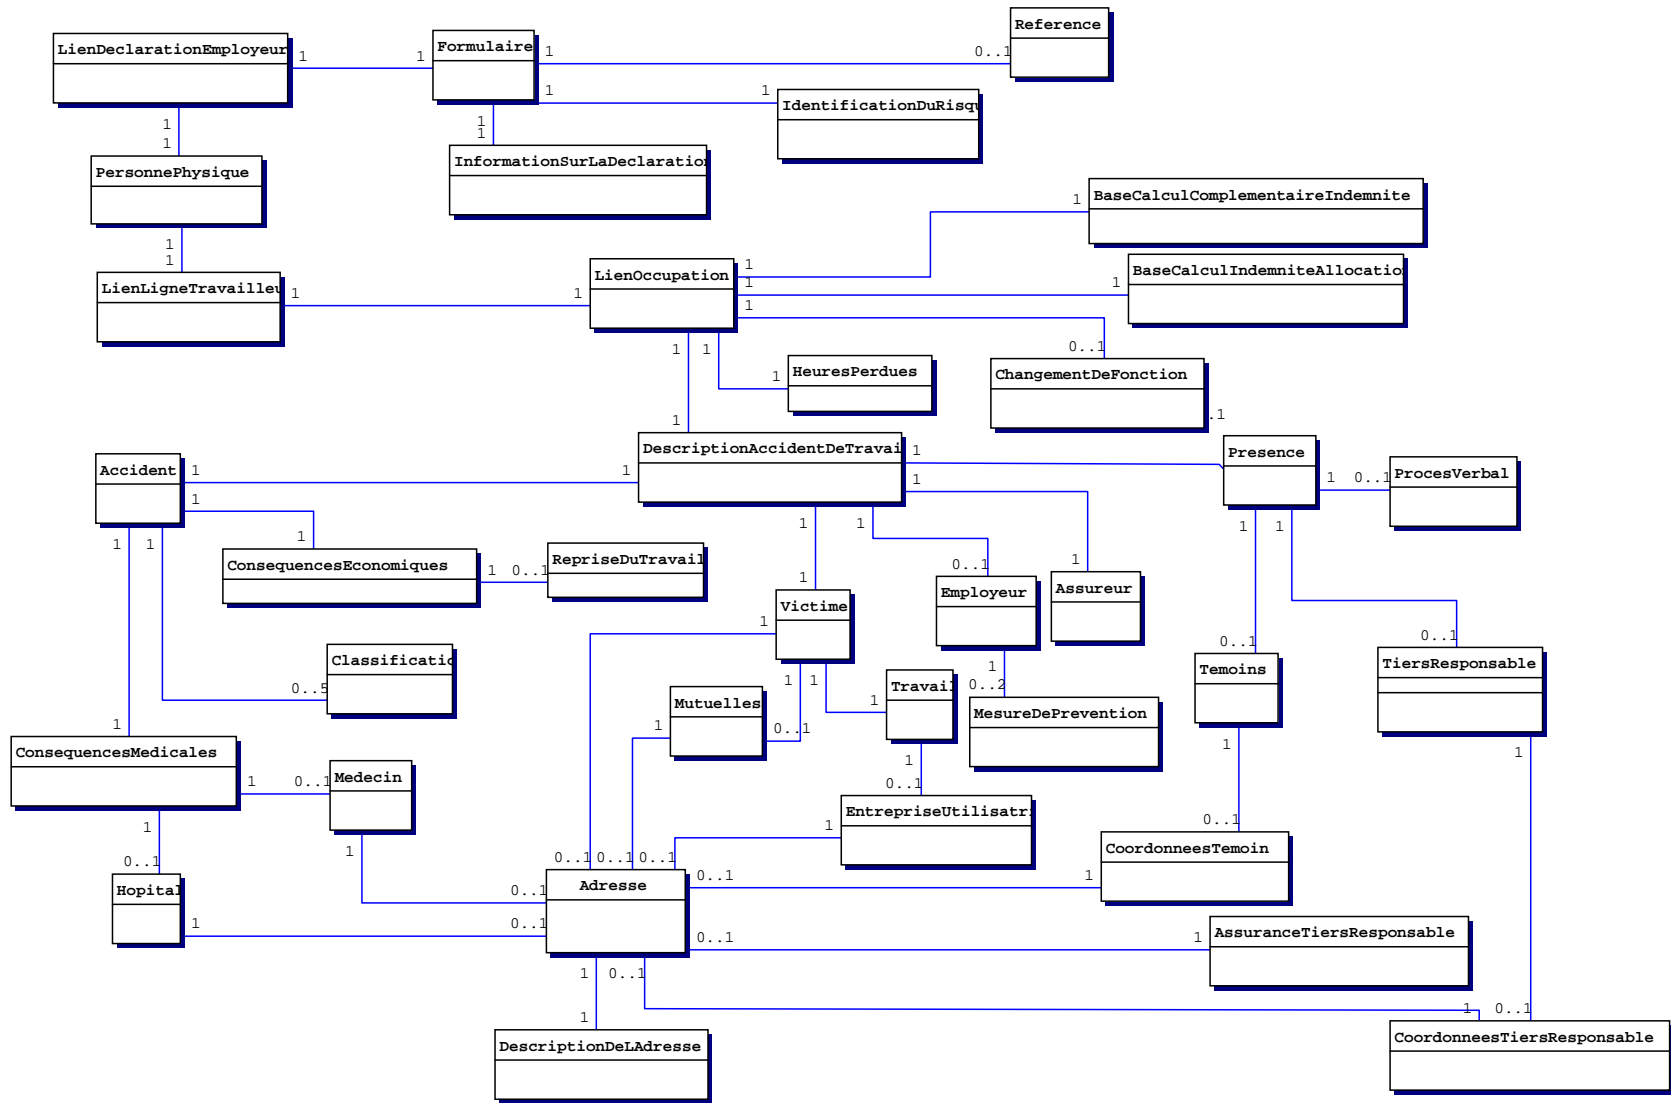 Reference
LienDeclarationEmployeur
Formulaire
1
1
1
0..1
1
1
IdentificationDuRisqu
1
1
1
1
InformationSurLaDeclaratio
PersonnePhysique
BaseCalculComplementaireIndemnite
1
1
1
LienOccupation
1
BaseCalculIndemniteAllocatio
LienLigneTravailleu
1
1
1
1
1
0..1
1
1
HeuresPerdues
1
ChangementDeFonction
.1
1
DescriptionAccidentDeTravai
Presence
Accident
1
1
1
1
0..1
ProcesVerbal
1
1
1
1
1
1
1
1
1
ConsequencesEconomiques
1
0..1
RepriseDuTravail
0..1
1
1
Employeur
Assureur
Victime
1
0..1
0..1
Classificatio
0..5
1
0..2
Temoins
TiersResponsable
1
1
Travail
1
Mutuelles
1
0..1
MesureDePrevention
1
ConsequencesMedicales
1
1
1
0..1
Medecin
1
0..1
EntrepriseUtilisatr
1
1
0..1
CoordonneesTemoin
1
0..1
0..1
0..1
0..1
Hopital
0..1
Adresse
0..1
1
1
0..1
0..1
1
AssuranceTiersResponsable
1
0..1
1
1
0..1
DescriptionDeLAdresse
CoordonneesTiersResponsable